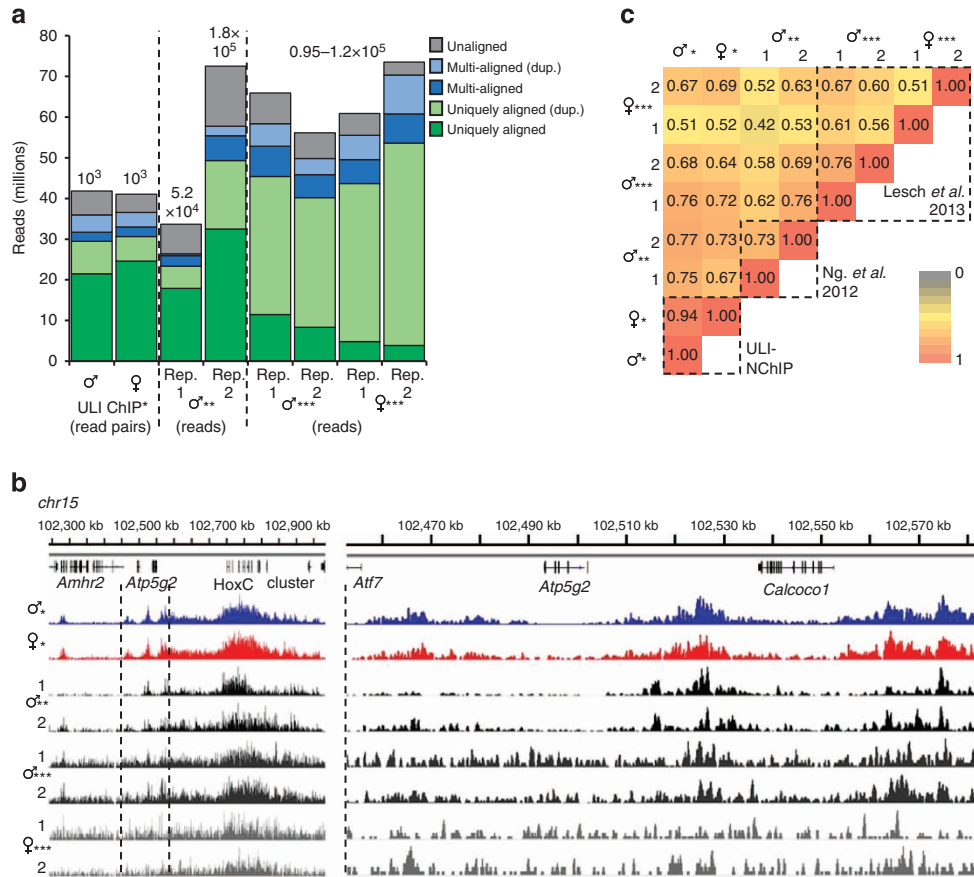 a
80
70
60
50
40
30
20
10
0
Reads (millions)
10³
10³
5.2
×10⁴
1.8×
10⁵
0.95–1.2×10⁵
Unaligned
Multi-aligned (dup.)
Multi-aligned
Uniquely aligned (dup.)
Uniquely aligned
♂ ♀
ULI ChIP*
(read pairs)
Rep. 1 Rep. 2
♂**
(reads)
Rep. 1 Rep. 2 Rep. 1 Rep. 2
♂*** ♀***
(reads)
c
♂* ♀* ♂** ♂*** ♀***
1 2 1 2 1 2
♀***
2 0.67 0.69 0.52 0.63 0.67 0.60 0.51 1.00
1 0.51 0.52 0.42 0.53 0.61 0.56 1.00
♂***
2 0.68 0.64 0.58 0.69 0.76 1.00
1 0.76 0.72 0.62 0.76 1.00
♂**
2 0.77 0.73 0.73 1.00
1 0.75 0.67 1.00
♀* 0.94 1.00
♂* 1.00
Lesch et al.
2013
Ng. et al.
2012
ULI-
NChIP
0
1
b
chr15
102,300 kb 102,500 kb 102,700 kb 102,900 kb
102,470 kb 102,490 kb 102,510 kb 102,530 kb 102,550 kb 102,570 kb
Amhr2 Atp5g2 HoxC cluster
Atf7 Atp5g2 Calcoco1
♂*
♀*
1
♂**
2
1
♂***
2
1
♀***
2